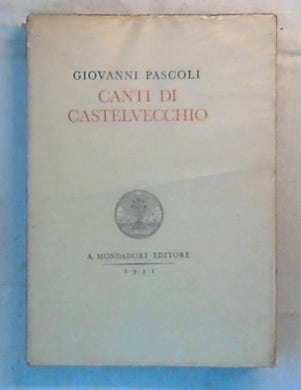 GIOVANNI PASCOLI
CANTI DI
CASTELVECCHIO
A. MONDADORI · EDITORE